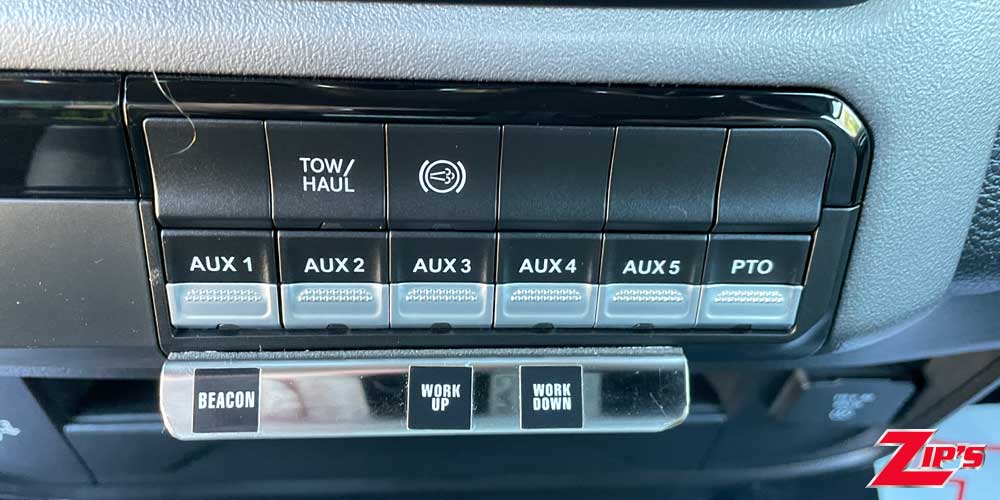 TOW/
HAUL
AUX 1 AUX 2 AUX 3 AUX 4 AUX 5 PTO
BEACON
WORK
UP
WORK
DOWN
ZIP'S